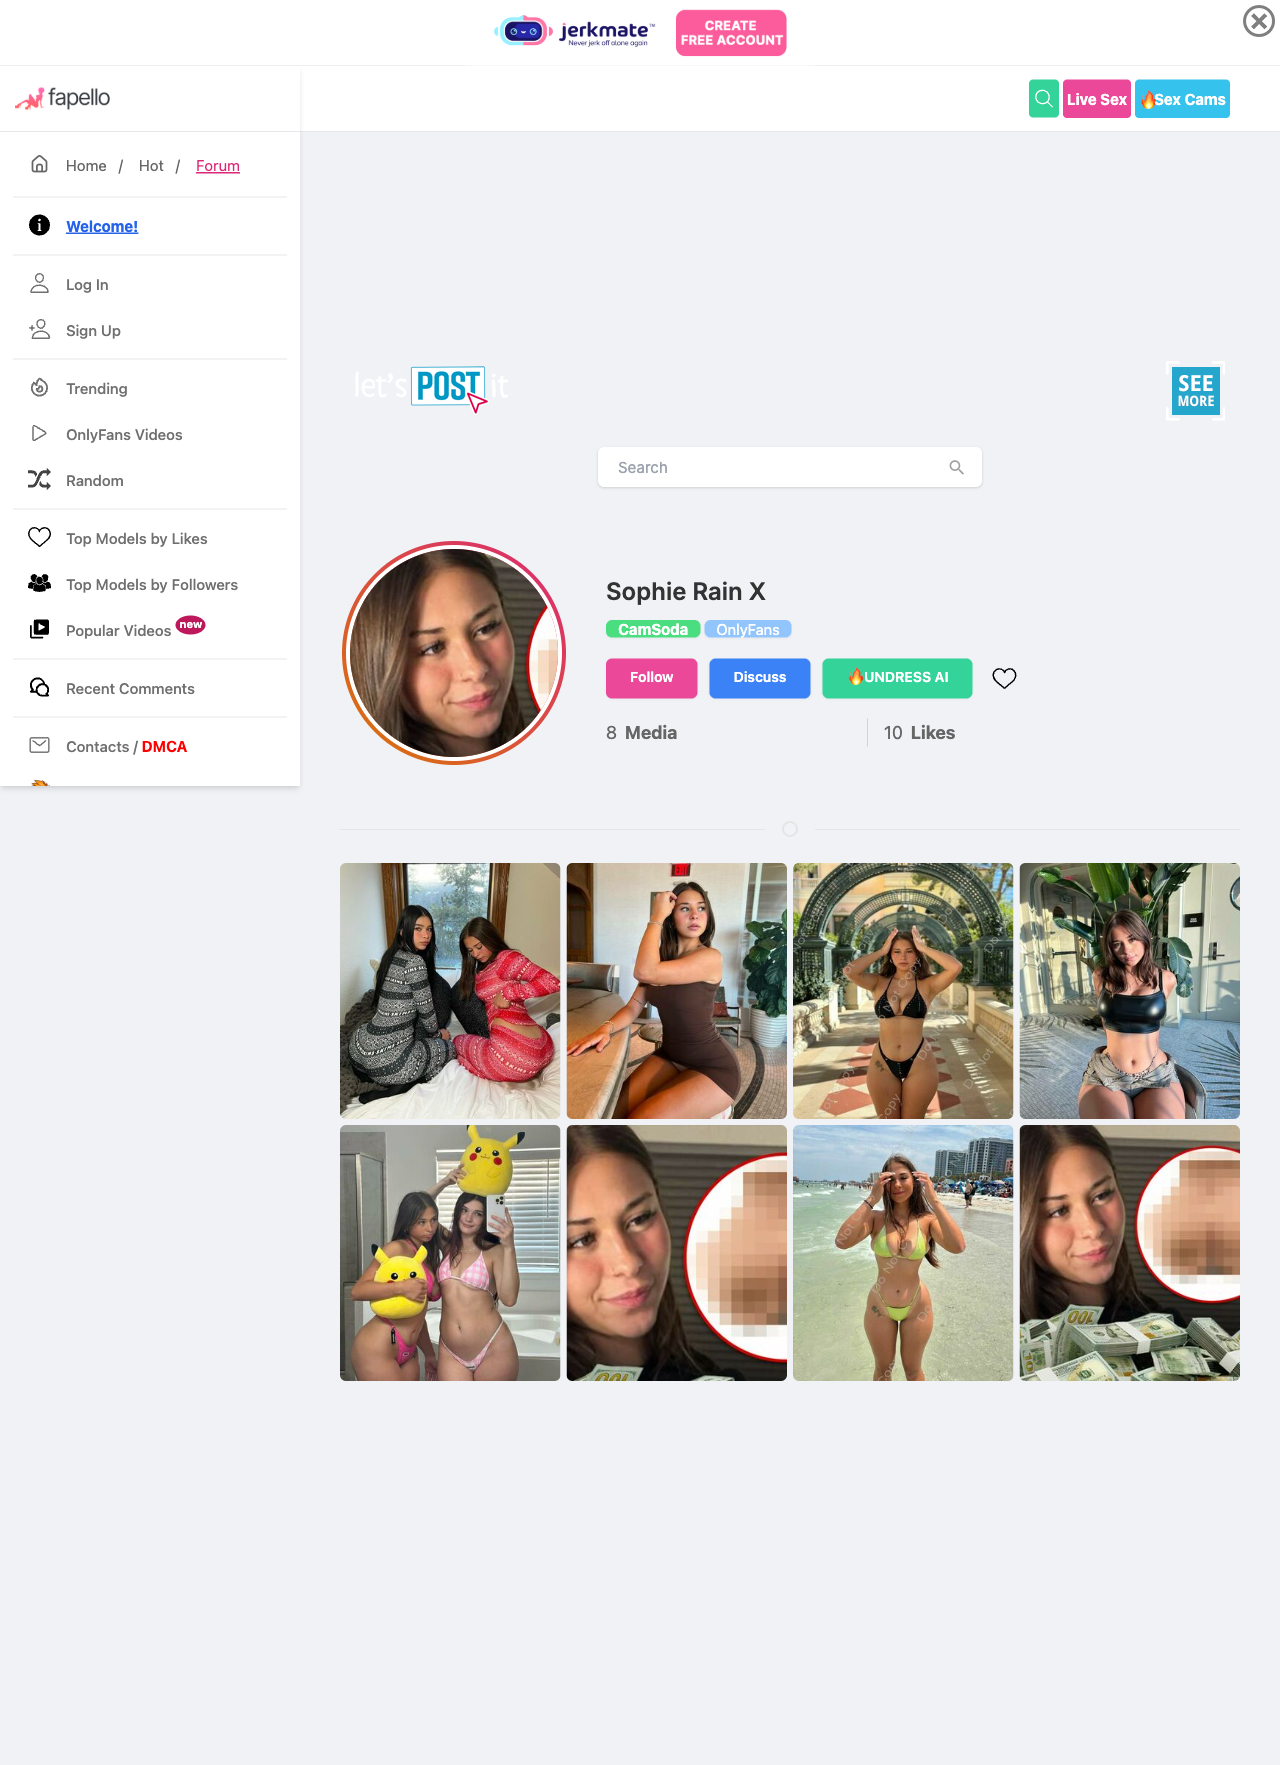 jerkmate™
Never jerk off alone again
CREATE
FREE ACCOUNT
fapello
Live Sex
🔥Sex Cams
Home / Hot / Forum
Welcome!
Log In
Sign Up
Trending
OnlyFans Videos
Random
Top Models by Likes
Top Models by Followers
Popular Videos new
Recent Comments
Contacts / DMCA
let's POST it
SEE
MORE
Search
Sophie Rain X
CamSoda OnlyFans
Follow
Discuss
🔥UNDRESS AI
8 Media
10 Likes